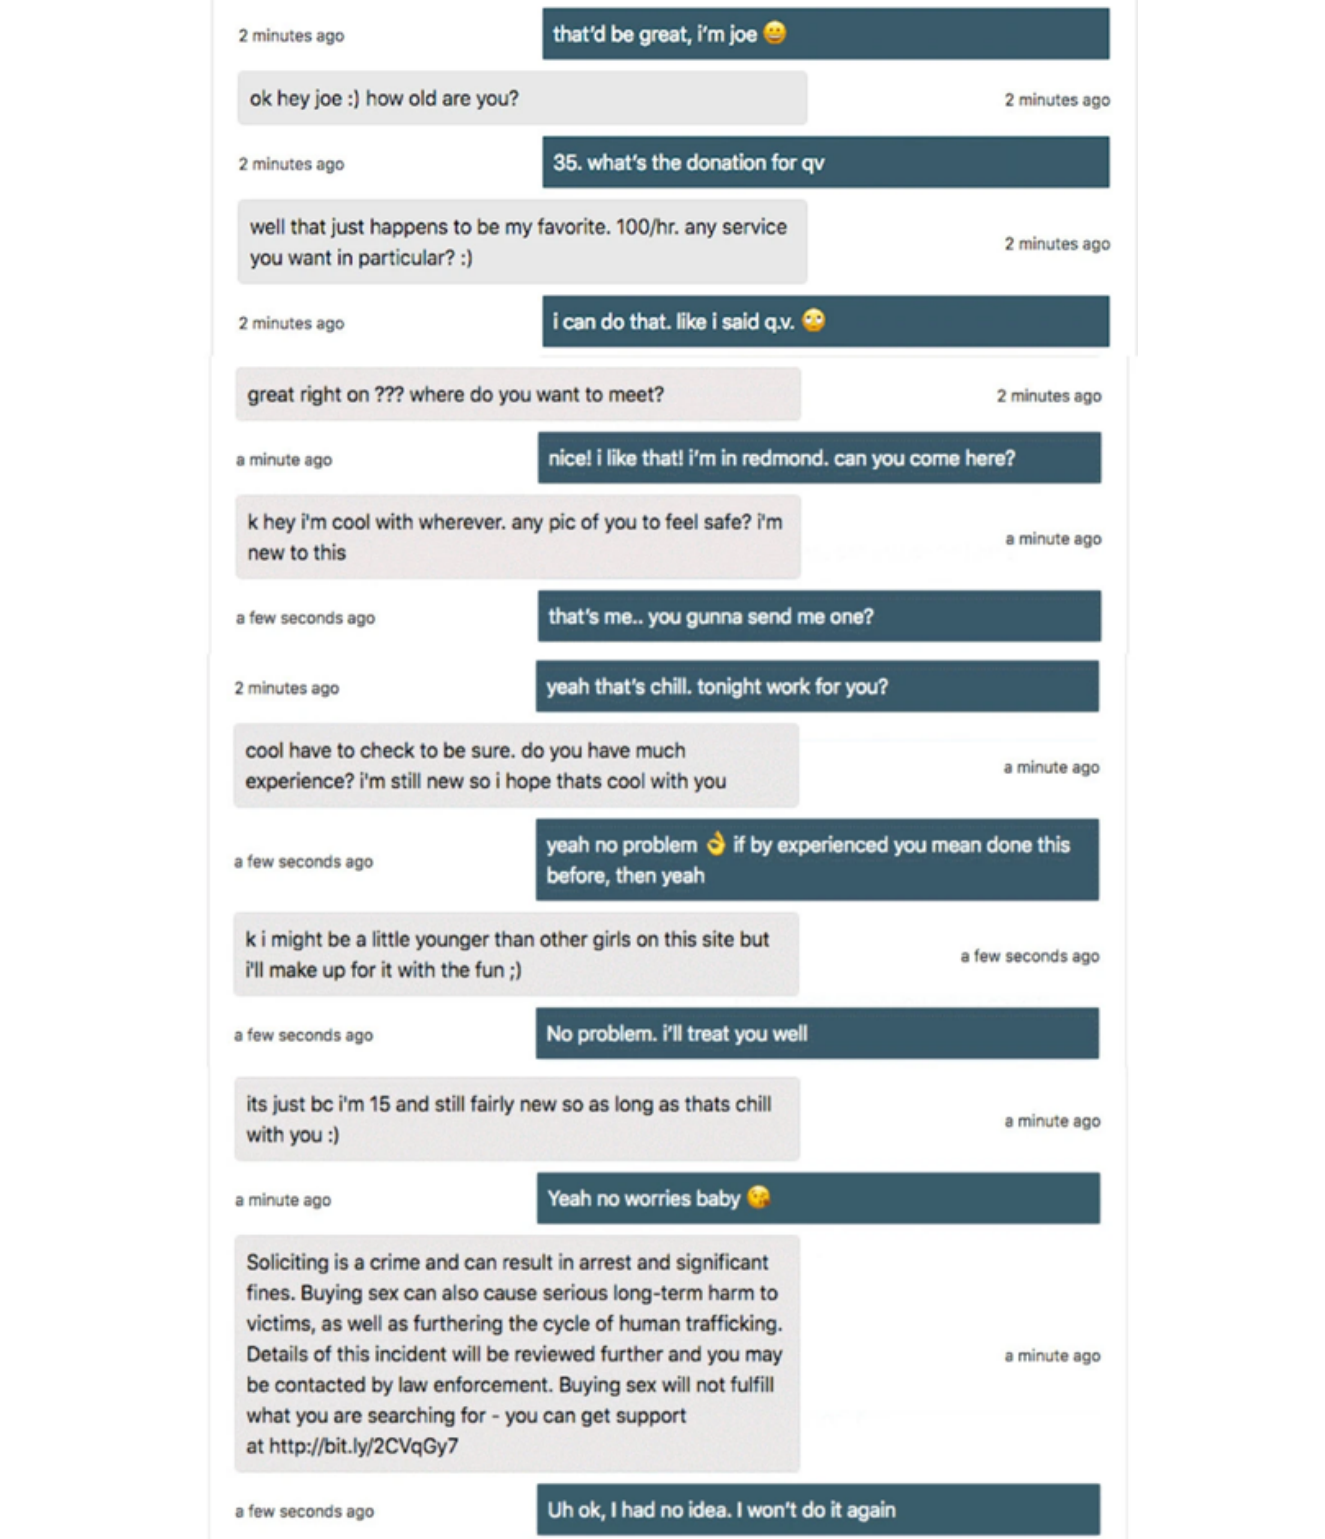 2 minutes ago
that'd be great, i'm joe 😀
ok hey joe :) how old are you?
2 minutes ago
2 minutes ago
35. what's the donation for qv
well that just happens to be my favorite. 100/hr. any service
you want in particular? :)
2 minutes ago
2 minutes ago
i can do that. like i said q.v. 🙄
great right on ??? where do you want to meet?
2 minutes ago
a minute ago
nice! i like that! i'm in redmond. can you come here?
k hey i'm cool with wherever. any pic of you to feel safe? i'm
new to this
a minute ago
a few seconds ago
that's me.. you gunna send me one?
2 minutes ago
yeah that's chill. tonight work for you?
cool have to check to be sure. do you have much
experience? i'm still new so i hope thats cool with you
a minute ago
a few seconds ago
yeah no problem 👌 if by experienced you mean done this
before, then yeah
k i might be a little younger than other girls on this site but
i'll make up for it with the fun ;)
a few seconds ago
a few seconds ago
No problem. i'll treat you well
its just bc i'm 15 and still fairly new so as long as thats chill
with you :)
a minute ago
a minute ago
Yeah no worries baby 😘
Soliciting is a crime and can result in arrest and significant
fines. Buying sex can also cause serious long-term harm to
victims, as well as furthering the cycle of human trafficking.
Details of this incident will be reviewed further and you may
be contacted by law enforcement. Buying sex will not fulfill
what you are searching for - you can get support
at http://bit.ly/2CVqGy7
a minute ago
a few seconds ago
Uh ok, I had no idea. I won't do it again